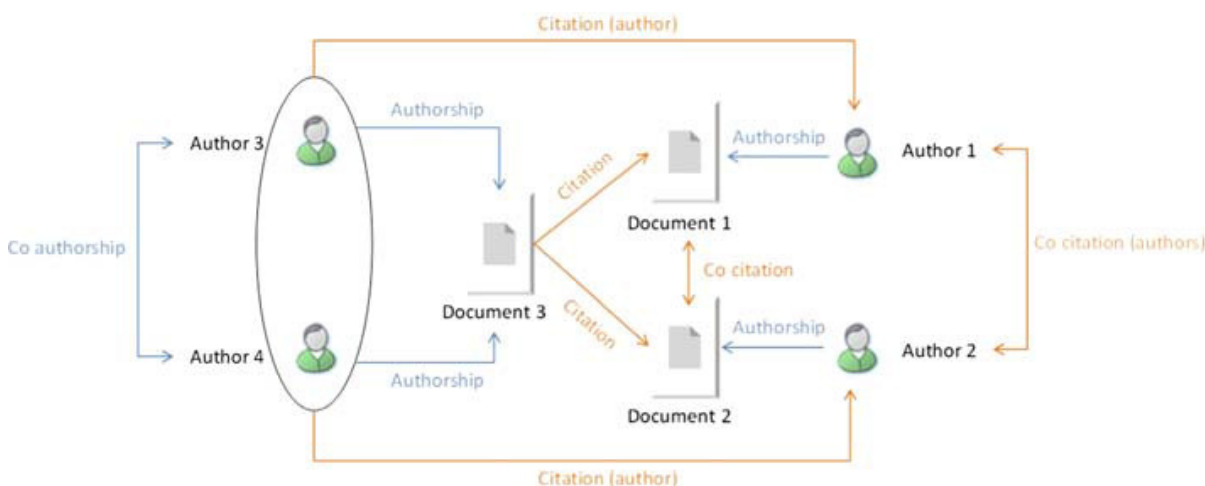 Citation (author)
Authorship
Author 3
Citation
Authorship
Author 1
Document 1
Co authorship
Co citation (authors)
Co citation
Document 3
Citation
Authorship
Author 4
Author 2
Authorship
Document 2
Citation (author)